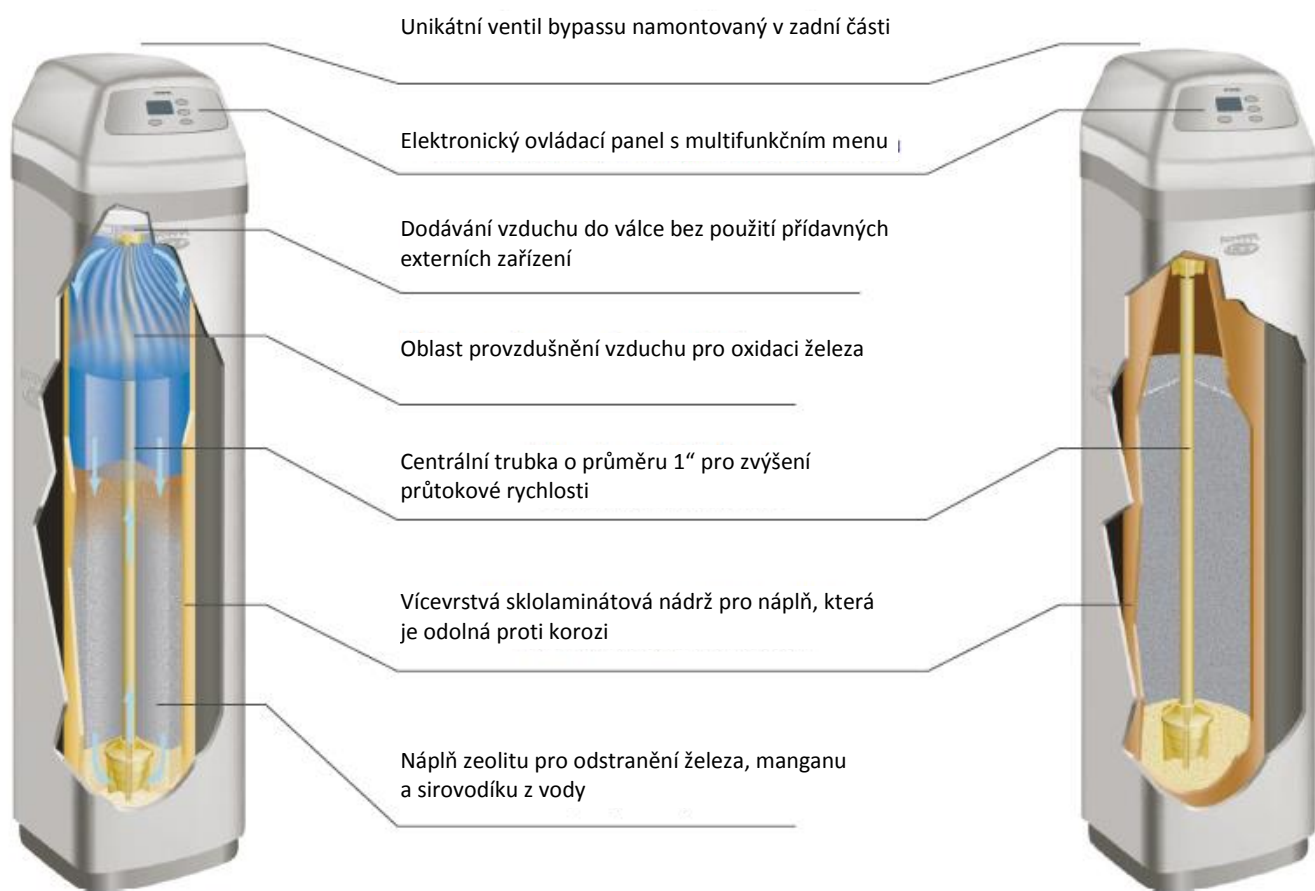 Unikátní ventil bypassu namontovaný v zadní části
Elektronický ovládací panel s multifunkčním menu
Dodávání vzduchu do válce bez použití přídavných
externích zařízení
Oblast provzdušnění vzduchu pro oxidaci železa
Centrální trubka o průměru 1“ pro zvýšení
průtokové rychlosti
Vícevrstvá sklolaminátová nádrž pro náplň, která
je odolná proti korozi
Náplň zeolitu pro odstranění železa, manganu
a sirovodíku z vody